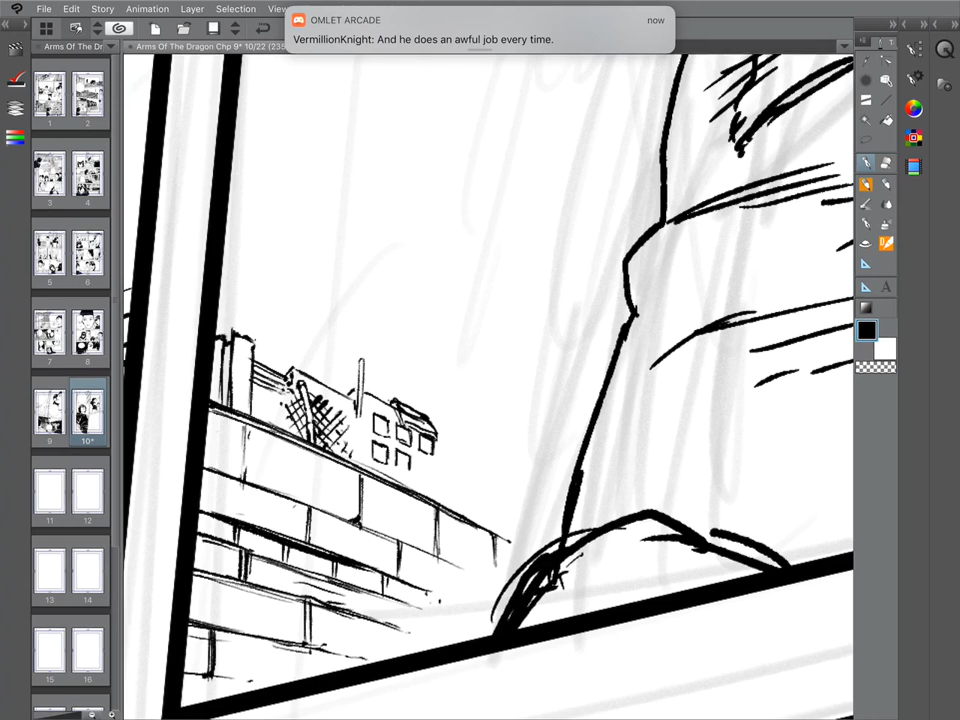 File Edit Story Animation Layer
OMLET ARCADE
now
VermillionKnight: And he does an awful job every time.
Arms Of The Dr
Arms Of The Dragon Chp 9* 10/22
1 2
3 4
5 6
7 8
9 10*
11 12
13 14
15 16
T
A